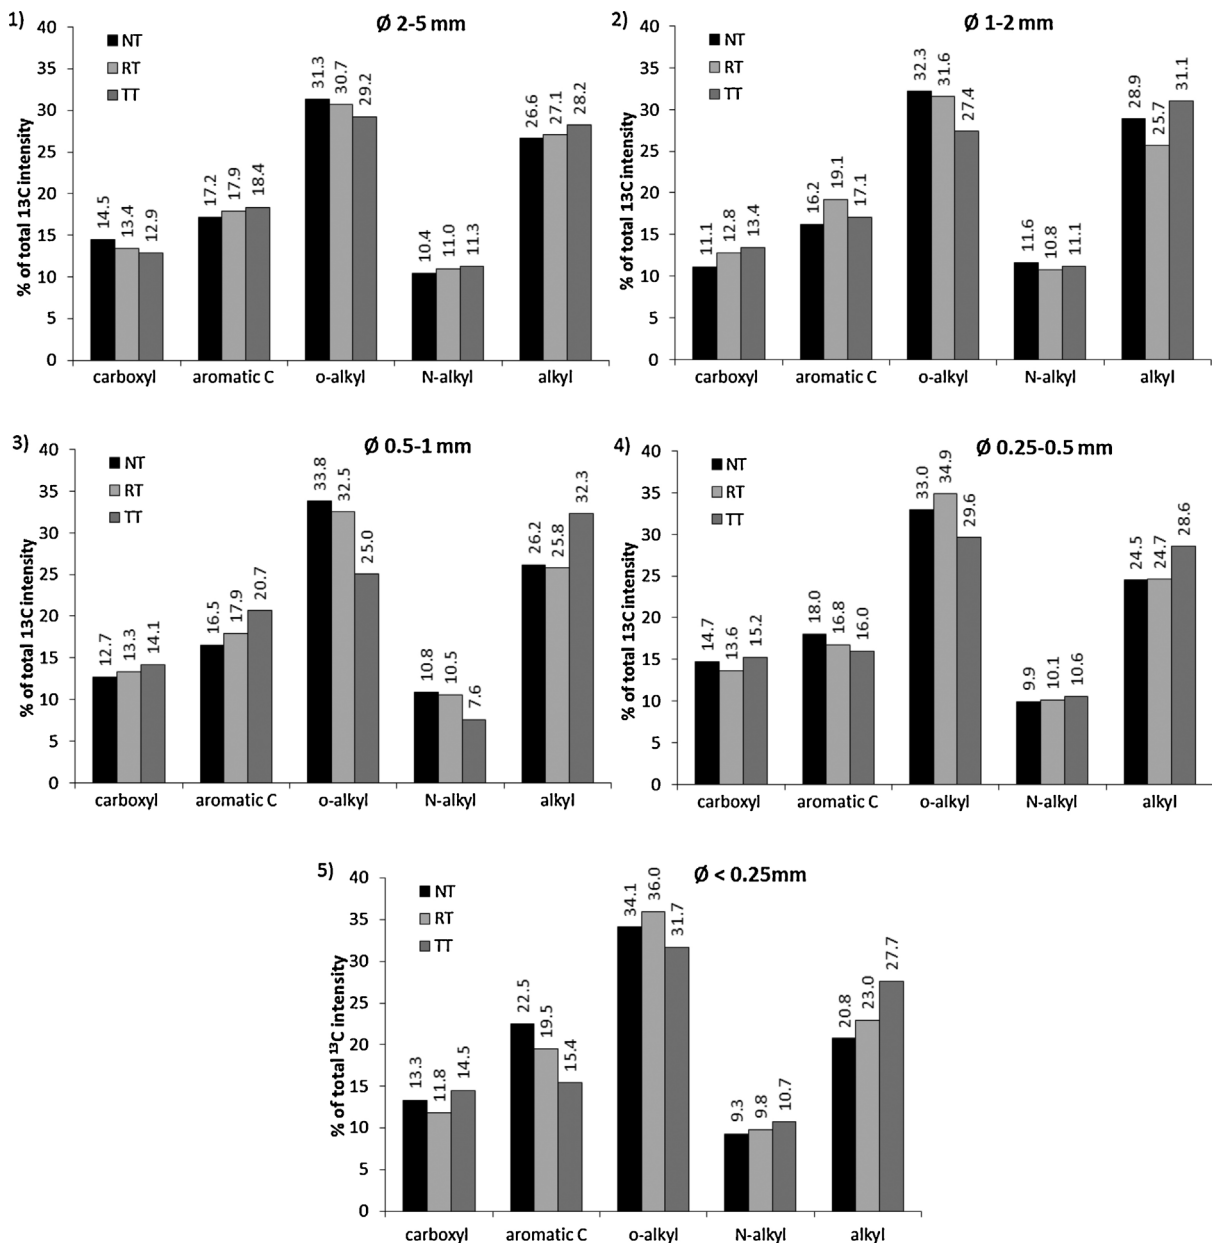 1)
Ø 2-5 mm
% of total 13C intensity
40
35
30
25
20
15
10
5
0
NT
RT
TT
14.5 13.4 12.9
17.2 17.9 18.4
31.3 30.7 29.2
10.4 11.0 11.3
26.6 27.1 28.2
carboxyl aromatic C o-alkyl N-alkyl alkyl
2)
Ø 1-2 mm
% of total 13C intensity
40
35
30
25
20
15
10
5
0
NT
RT
TT
11.1 12.8 13.4
16.2 19.1 17.1
32.3 31.6 27.4
11.6 10.8 11.1
28.9 25.7 31.1
carboxyl aromatic C o-alkyl N-alkyl alkyl
3)
Ø 0.5-1 mm
% of total 13C intensity
40
35
30
25
20
15
10
5
0
NT
RT
TT
12.7 13.3 14.1
16.5 17.9 20.7
33.8 32.5 25.0
10.8 10.5 7.6
26.2 25.8 32.3
carboxyl aromatic C o-alkyl N-alkyl alkyl
4)
Ø 0.25-0.5 mm
% of total 13C intensity
40
35
30
25
20
15
10
5
0
NT
RT
TT
14.7 13.6 15.2
18.0 16.8 16.0
33.0 34.9 29.6
9.9 10.1 10.6
24.5 24.7 28.6
carboxyl aromatic C o-alkyl N-alkyl alkyl
5)
Ø < 0.25mm
% of total ¹³C intensity
40
35
30
25
20
15
10
5
0
NT
RT
TT
13.3 11.8 14.5
22.5 19.5 15.4
34.1 36.0 31.7
9.3 9.8 10.7
20.8 23.0 27.7
carboxyl aromatic C o-alkyl N-alkyl alkyl